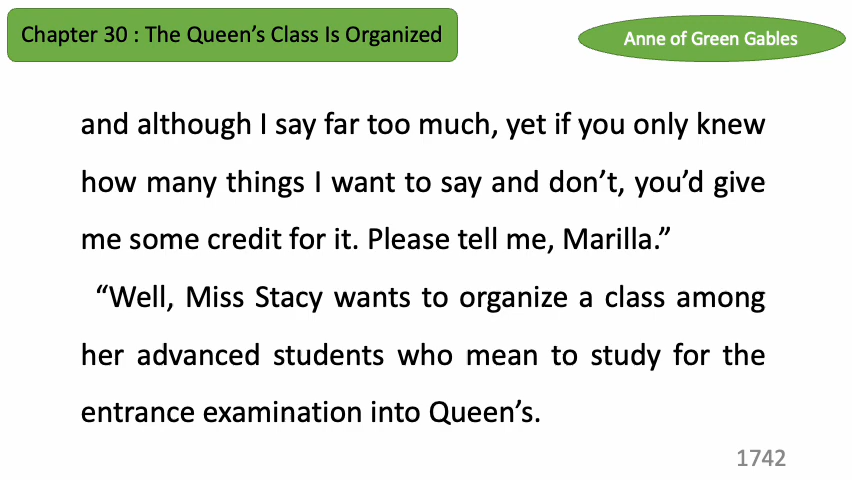 Chapter 30 : The Queen’s Class Is Organized
Anne of Green Gables
and although I say far too much, yet if you only knew
how many things I want to say and don’t, you’d give
me some credit for it. Please tell me, Marilla.”
“Well, Miss Stacy wants to organize a class among
her advanced students who mean to study for the
entrance examination into Queen’s.
1742